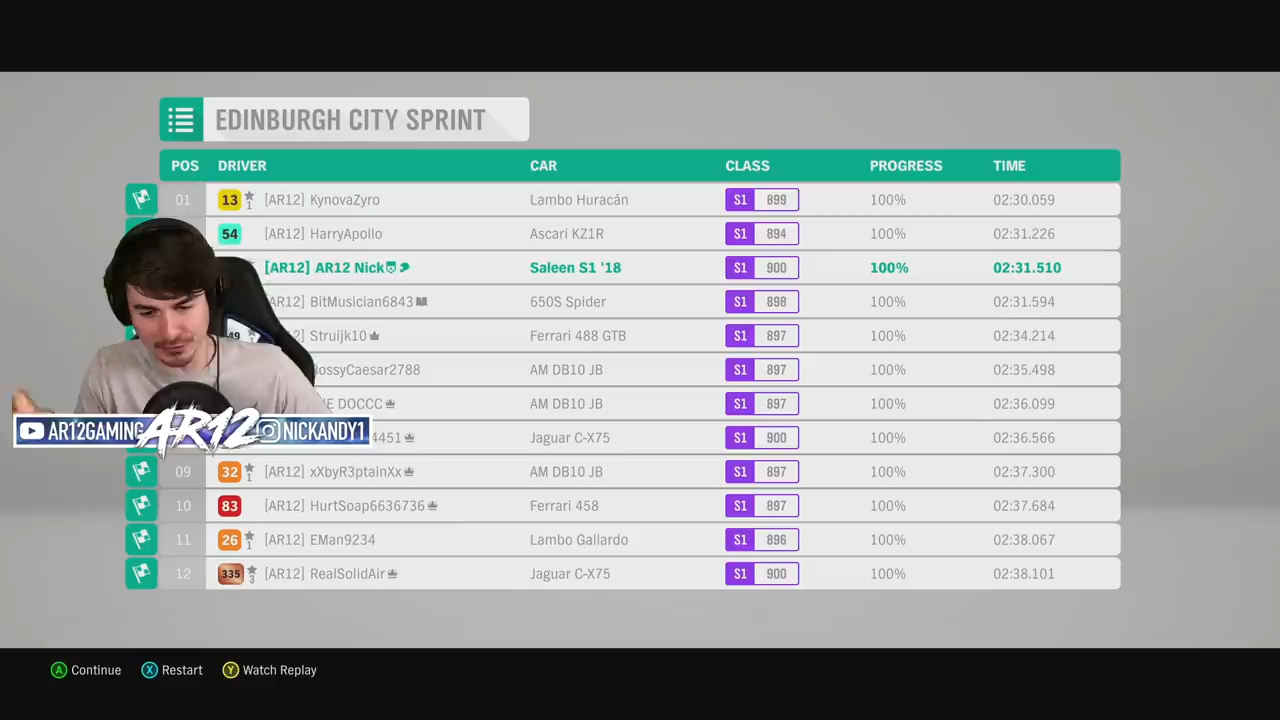 EDINBURGH CITY SPRINT
POS DRIVER CAR CLASS PROGRESS TIME
01 13 1 [AR12] KynovaZyro Lambo Huracán S1 899 100% 02:30.059
54 [AR12] HarryApollo Ascari KZ1R S1 894 100% 02:31.226
[AR12] AR12 Nick Saleen S1 '18 S1 900 100% 02:31.510
BitMusician6843 650S Spider S1 898 100% 02:31.594
[AR12] Struijk10 Ferrari 488 GTB S1 897 100% 02:34.214
AM DB10 JB S1 897 100% 02:35.498
DOCCC AM DB10 JB S1 897 100% 02:36.099
AR12GAMING AR12 NICKANDY1
Jaguar C-X75 S1 900 100% 02:36.566
09 32 1 [AR12] xXbyR3ptainXx AM DB10 JB S1 897 100% 02:37.300
10 83 [AR12] HurtSoap6636736 Ferrari 458 S1 897 100% 02:37.684
11 26 1 [AR12] EMan9234 Lambo Gallardo S1 896 100% 02:38.067
12 335 3 [AR12] RealSolidAir Jaguar C-X75 S1 900 100% 02:38.101
A Continue X Restart Y Watch Replay